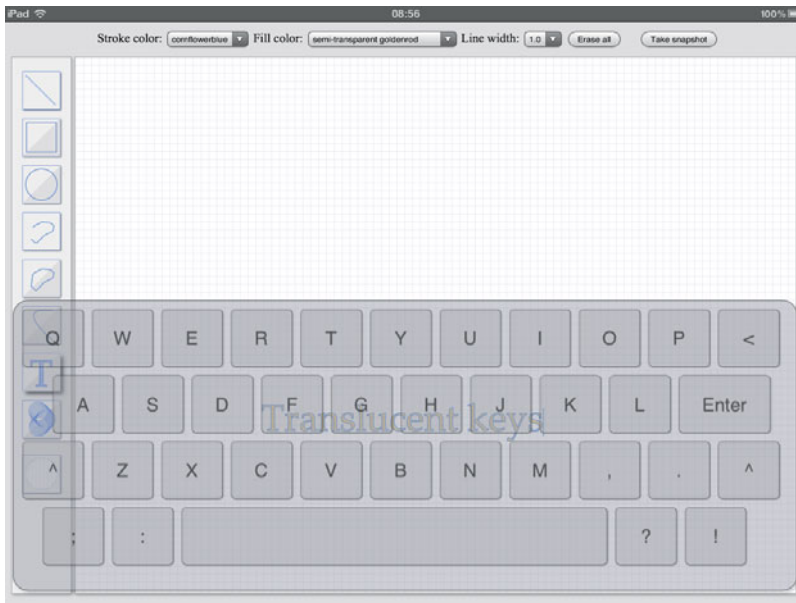 iPad 08:56 100%
Stroke color: cornflowerblue Fill color: semi-transparent goldenrod Line width: 1.0 Erase all Take snapshot
Q W E R T Y U I O P <
T
A S D F G H J K L Enter
Translucent keys
^ Z X C V B N M , . ^
; : ? !